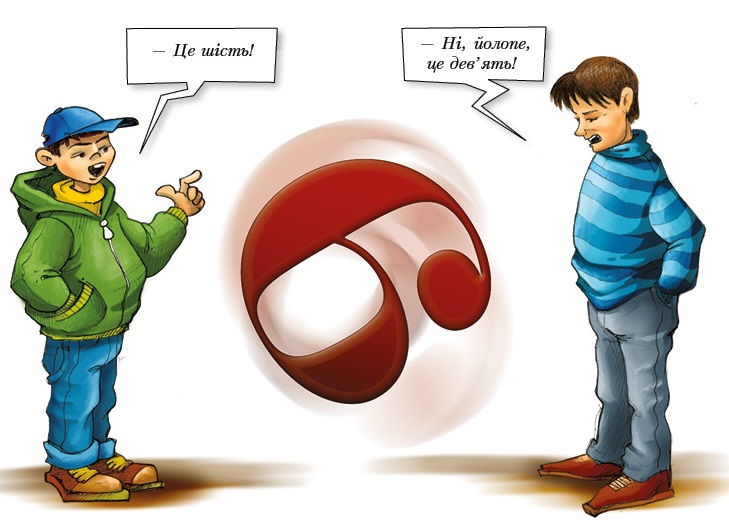 — Це шість!
— Ні, йолопе,
це дев’ять!